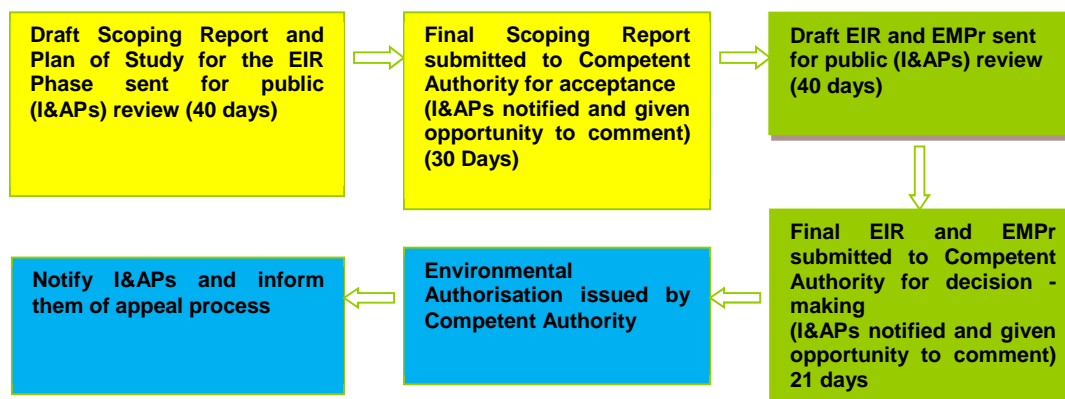 Draft Scoping Report and
Plan of Study for the EIR
Phase sent for public
(I&APs) review (40 days)
Final Scoping Report
submitted to Competent
Authority for acceptance
(I&APs notified and given
opportunity to comment)
(30 Days)
Draft EIR and EMPr sent
for public (I&APs) review
(40 days)
Final EIR and EMPr
submitted to Competent
Authority for decision -
making
(I&APs notified and given
opportunity to comment)
21 days
Environmental
Authorisation issued by
Competent Authority
Notify I&APs and inform
them of appeal process